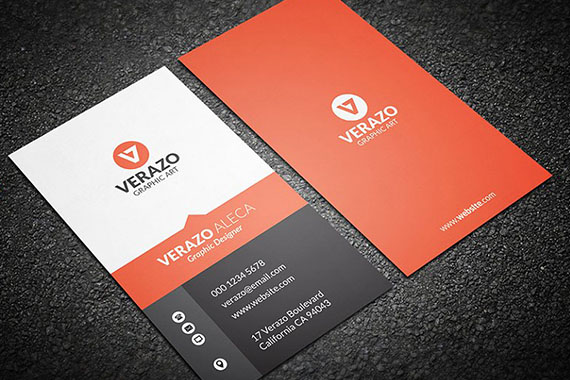 VERAZO
GRAPHIC ART
VERAZO ALECA
Graphic Designer
000 1234 5678
verazo@email.com
www.website.com
17 Verazo Boulevard
California CA 94043
VERAZO
GRAPHIC ART
www.website.com